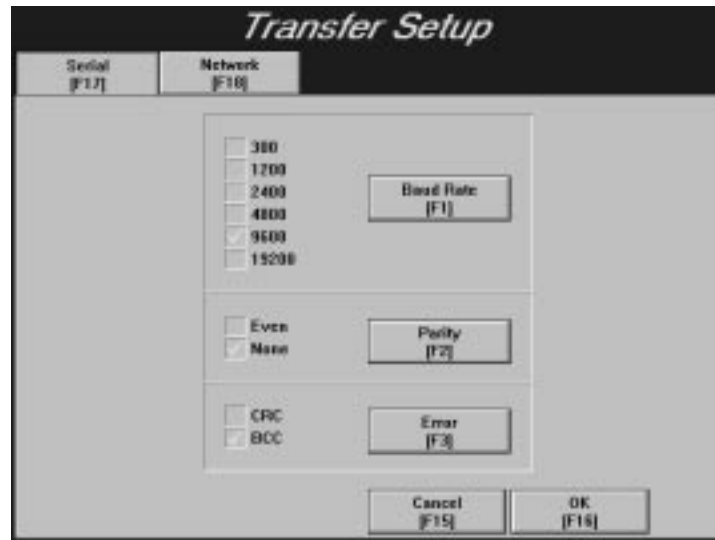 Transfer Setup
Serial
[F17]
Network
[F18]
300
1200
2400
4800
9600
19200
Baud Rate
[F1]
Even
None
Parity
[F2]
CRC
BCC
Error
[F3]
Cancel
[F15]
OK
[F16]